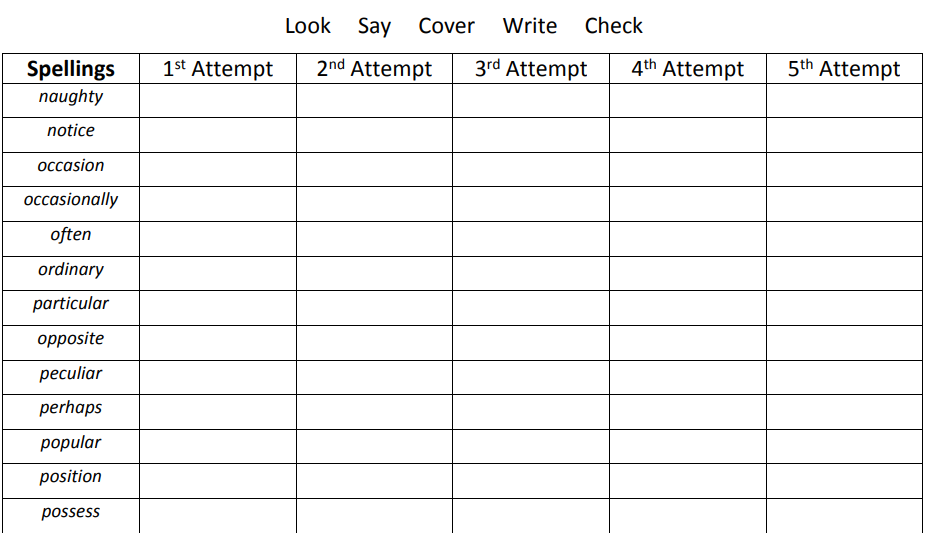 Look Say Cover Write Check
Spellings 1st Attempt 2nd Attempt 3rd Attempt 4th Attempt 5th Attempt
naughty
notice
occasion
occasionally
often
ordinary
particular
opposite
peculiar
perhaps
popular
position
possess